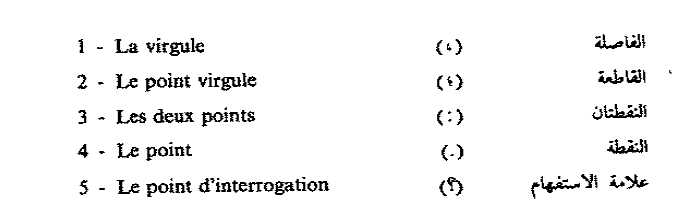 1 - La virgule (،) الفاصلة
2 - Le point virgule (؛) القاطعة
3 - Les deux points (:) النقطتان
4 - Le point (.) النقطة
5 - Le point d'interrogation (؟) علامة الاستفهام